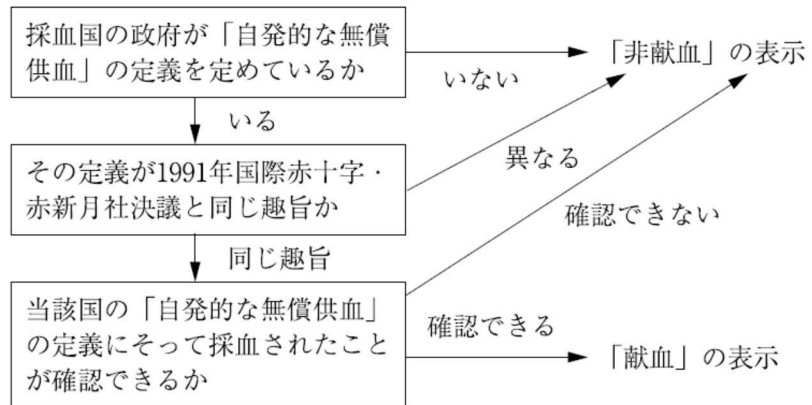 採血国の政府が「自発的な無償
供血」の定義を定めているか
いない
「非献血」の表示
いる
その定義が1991年国際赤十字・
赤新月社決議と同じ趣旨か
異なる
確認できない
同じ趣旨
当該国の「自発的な無償供血」
の定義にそって採血されたこと
が確認できるか
確認できる
「献血」の表示